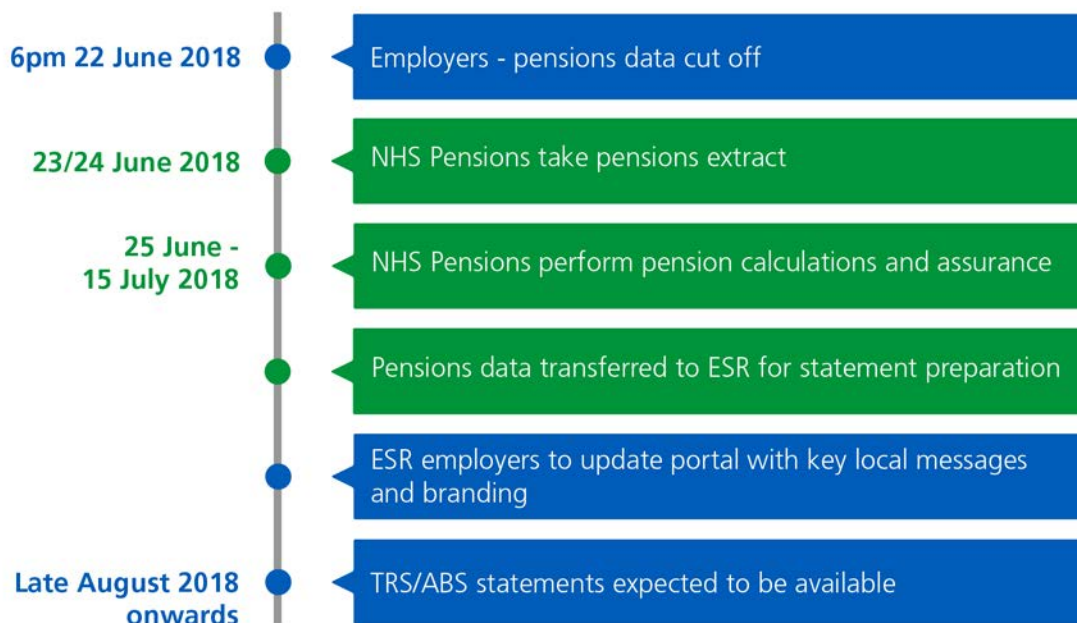 6pm 22 June 2018
Employers - pensions data cut off
23/24 June 2018
NHS Pensions take pensions extract
25 June -
15 July 2018
NHS Pensions perform pension calculations and assurance
Pensions data transferred to ESR for statement preparation
ESR employers to update portal with key local messages
and branding
Late August 2018
onwards
TRS/ABS statements expected to be available